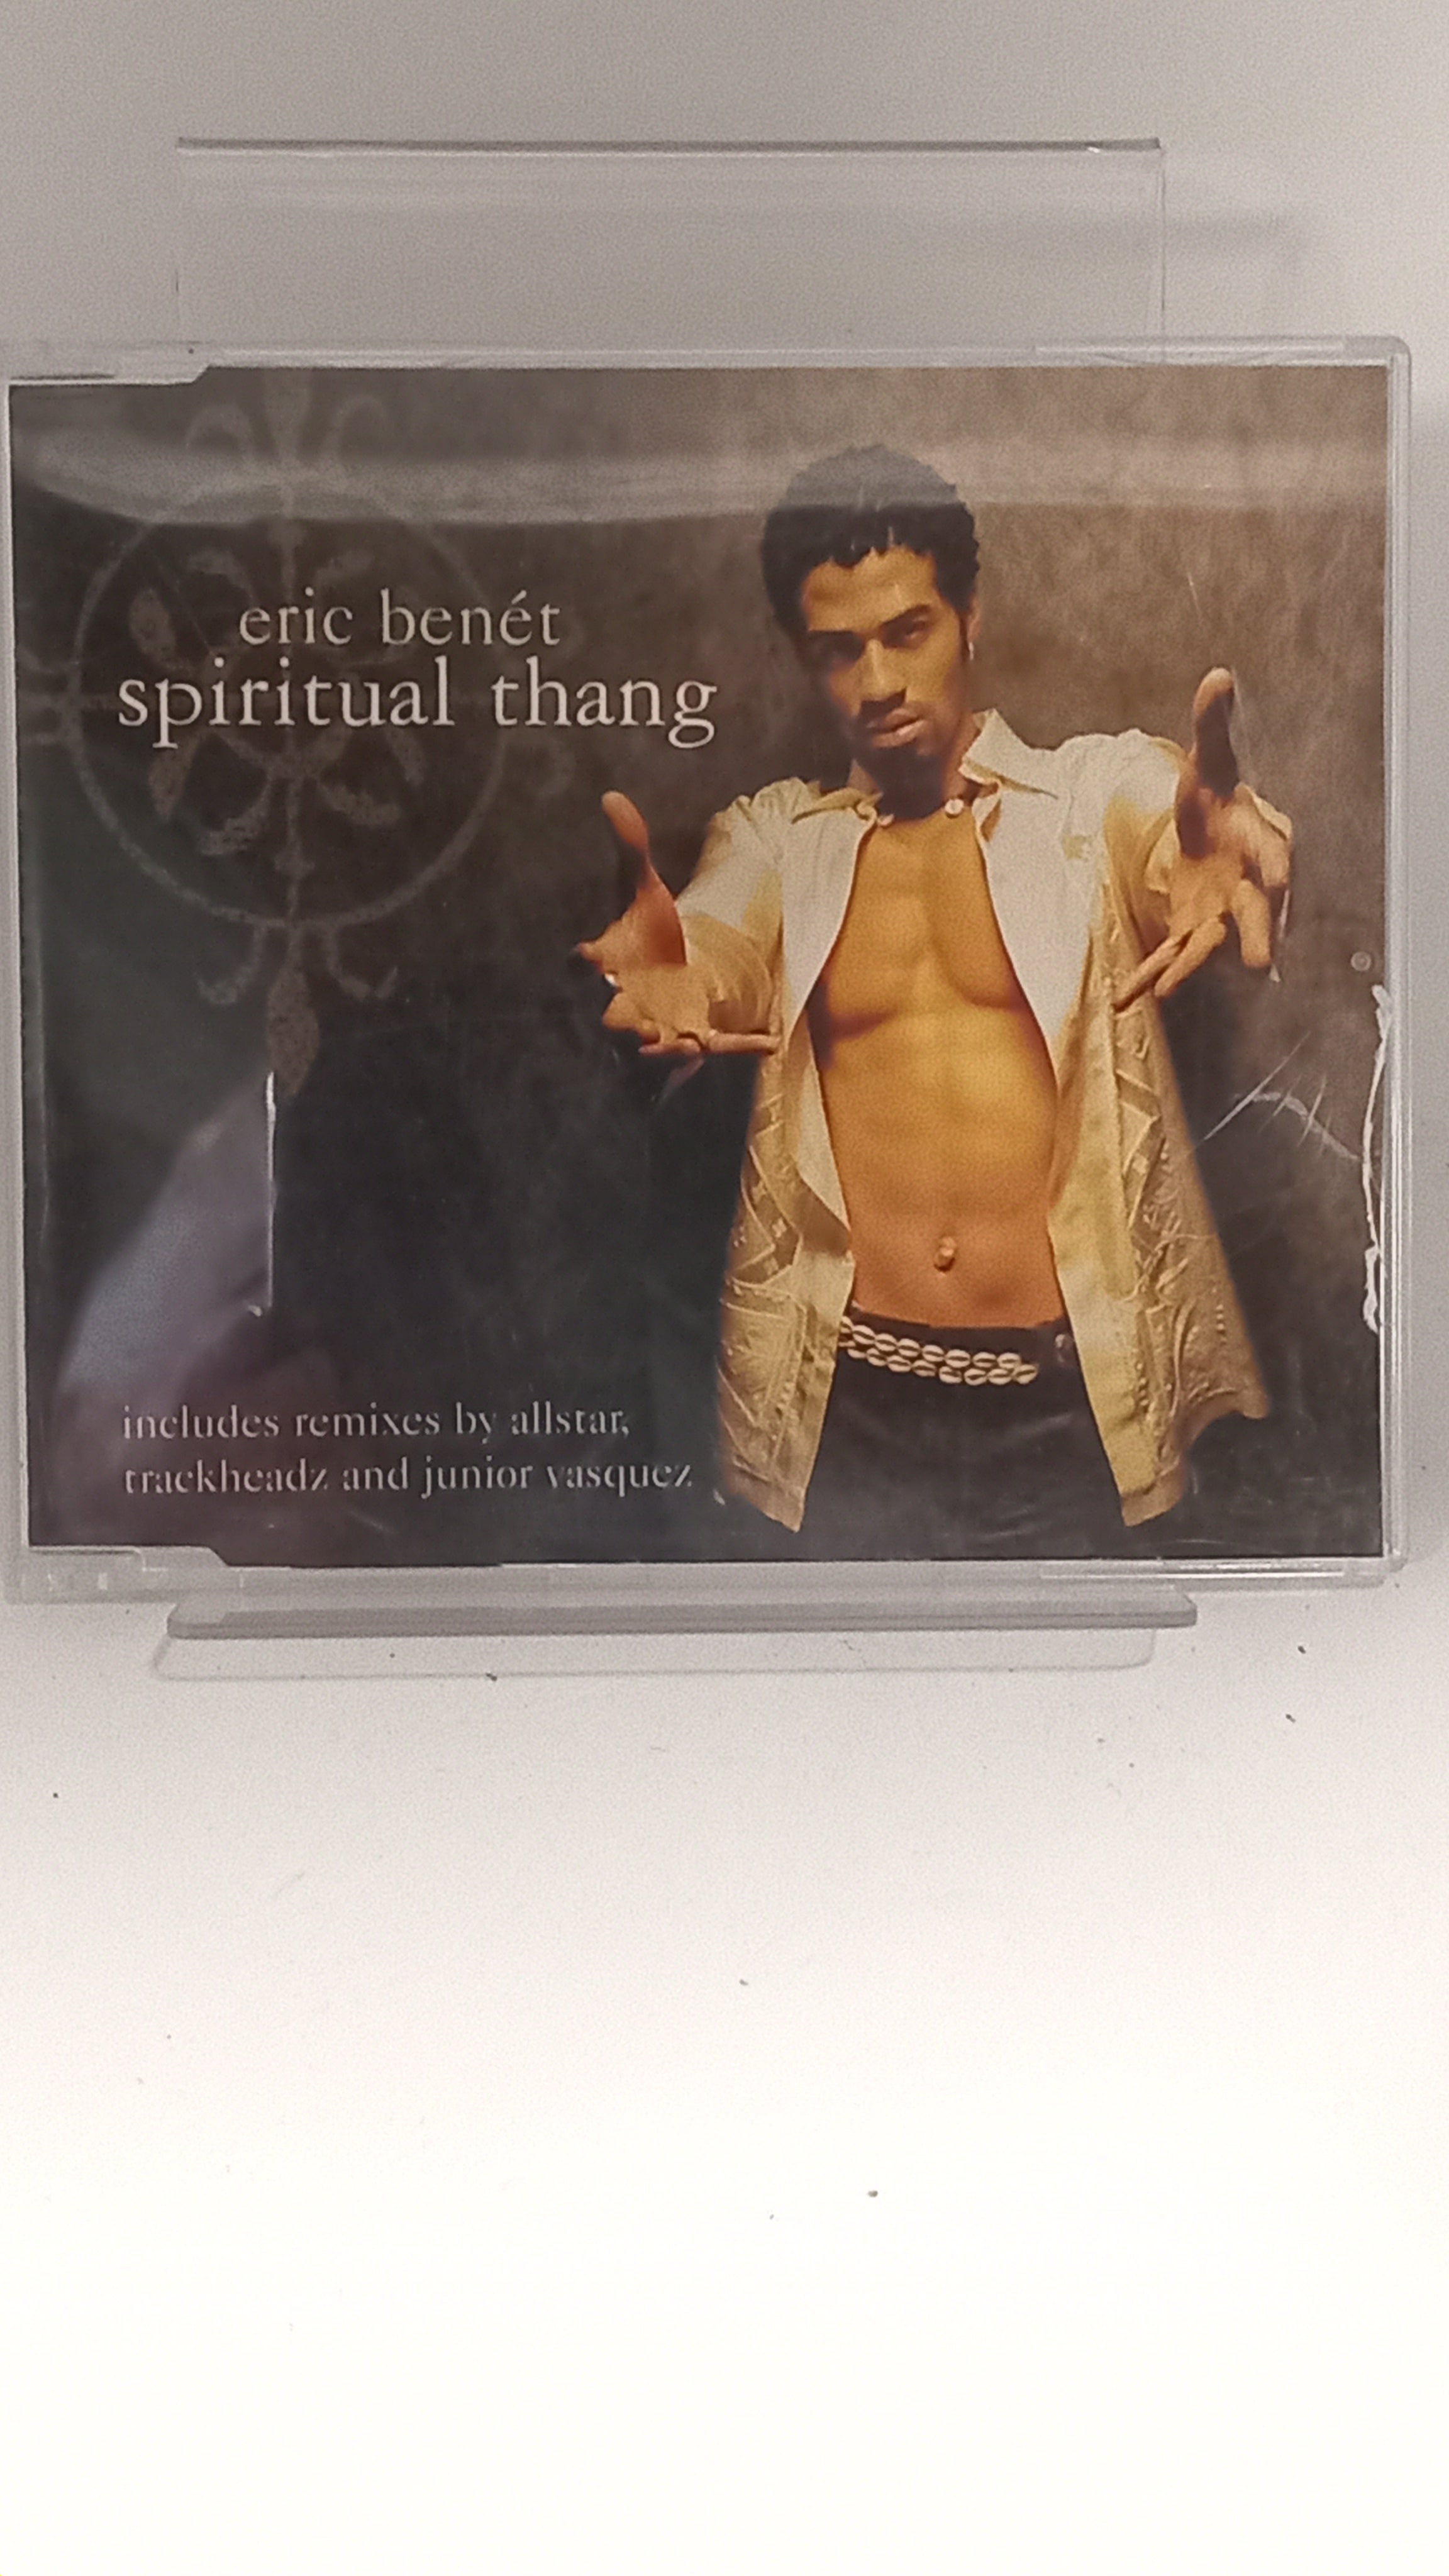 eric benét
spiritual thang
includes remixes by allstar,
trackheadz and junior vasquez